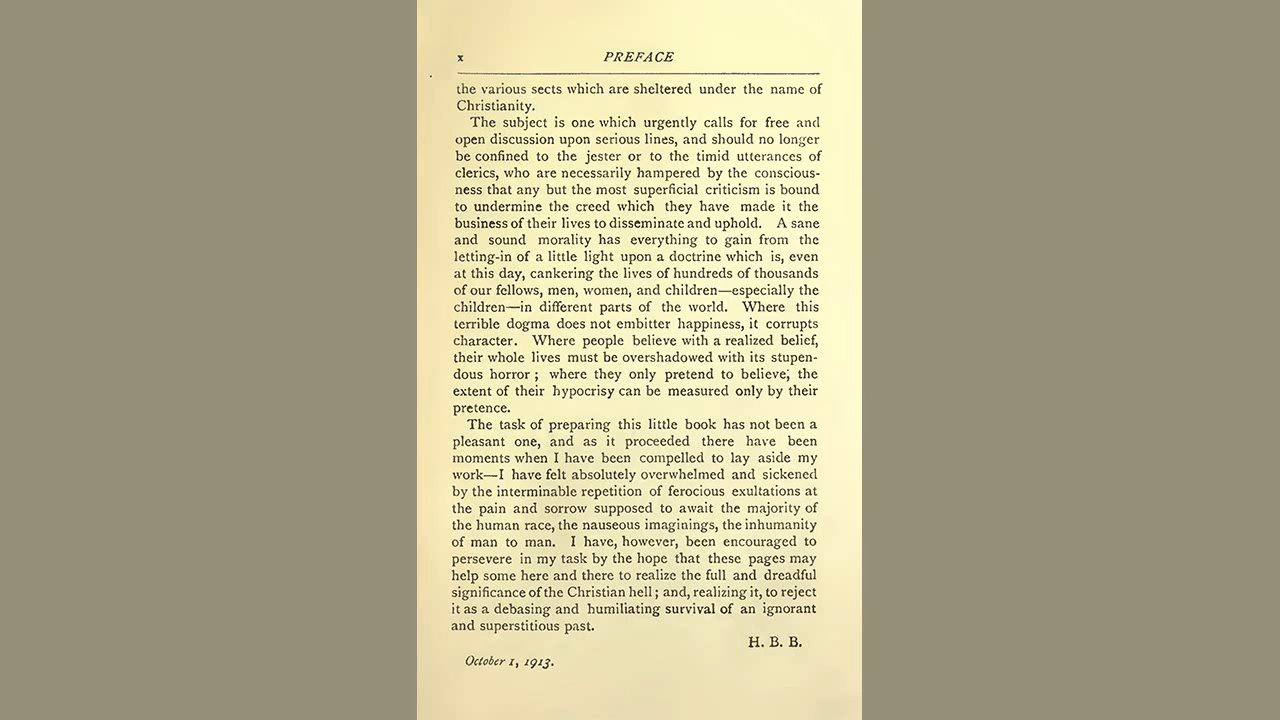 x PREFACE
the various sects which are sheltered under the name of
Christianity.
The subject is one which urgently calls for free and
open discussion upon serious lines, and should no longer
be confined to the jester or to the timid utterances of
clerics, who are necessarily hampered by the conscious-
ness that any but the most superficial criticism is bound
to undermine the creed which they have made it the
business of their lives to disseminate and uphold. A sane
and sound morality has everything to gain from the
letting-in of a little light upon a doctrine which is, even
at this day, cankering the lives of hundreds of thousands
of our fellows, men, women, and children—especially the
children—in different parts of the world. Where this
terrible dogma does not embitter happiness, it corrupts
character. Where people believe with a realized belief,
their whole lives must be overshadowed with its stupen-
dous horror; where they only pretend to believe, the
extent of their hypocrisy can be measured only by their
pretence.
The task of preparing this little book has not been a
pleasant one, and as it proceeded there have been
moments when I have been compelled to lay aside my
work—I have felt absolutely overwhelmed and sickened
by the interminable repetition of ferocious exultations at
the pain and sorrow supposed to await the majority of
the human race, the nauseous imaginings, the inhumanity
of man to man. I have, however, been encouraged to
persevere in my task by the hope that these pages may
help some here and there to realize the full and dreadful
significance of the Christian hell; and, realizing it, to reject
it as a debasing and humiliating survival of an ignorant
and superstitious past.
H. B. B.
October 1, 1913.